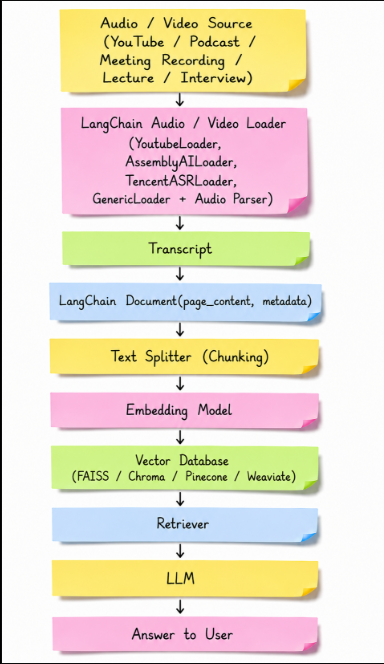 Audio / Video Source
(YouTube / Podcast /
Meeting Recording /
Lecture / Interview)
LangChain Audio / Video Loader
(YoutubeLoader,
AssemblyAILoader,
TencentASRLoader,
GenericLoader + Audio Parser)
Transcript
LangChain Document(page_content, metadata)
Text Splitter (Chunking)
Embedding Model
Vector Database
(FAISS / Chroma / Pinecone / Weaviate)
Retriever
LLM
Answer to User